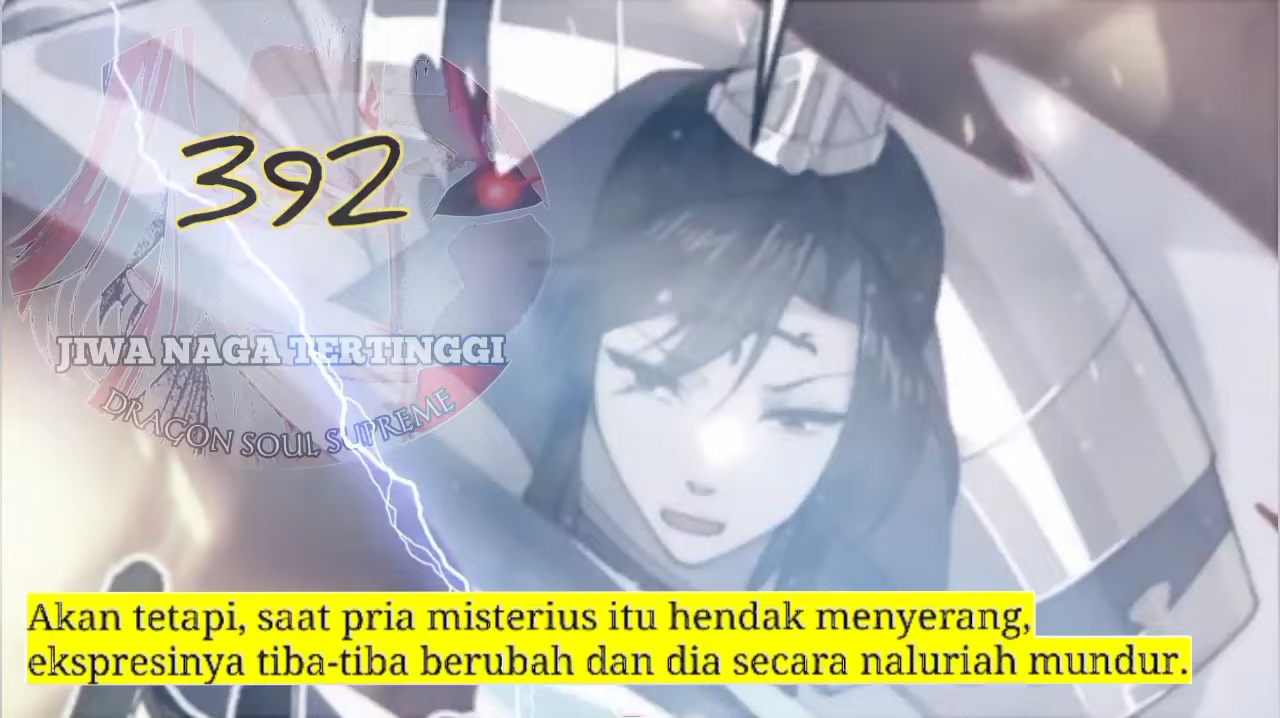 392
JIWA NAGA TERTINGGI
DRAGON SOUL SUPREME
Akan tetapi, saat pria misterius itu hendak menyerang,
ekspresinya tiba-tiba berubah dan dia secara naluriah mundur.